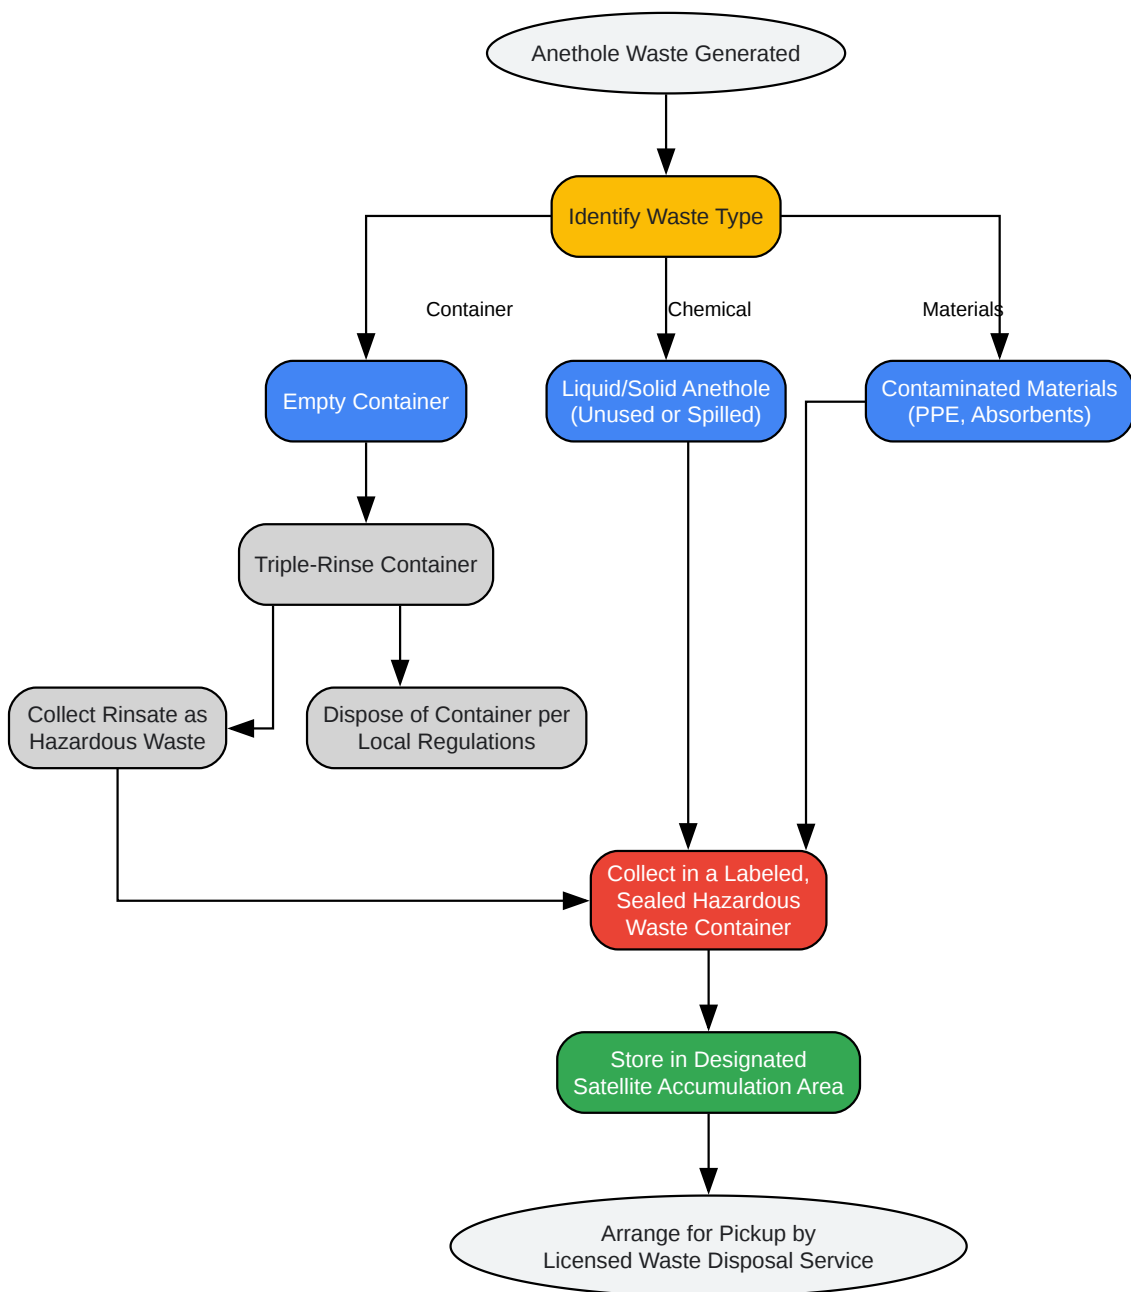 Anethole Waste Generated
Identify Waste Type
Container
Chemical
Materials
Empty Container
Liquid/Solid Anethole
(Unused or Spilled)
Contaminated Materials
(PPE, Absorbents)
Triple-Rinse Container
Collect Rinsate as
Hazardous Waste
Dispose of Container per
Local Regulations
Collect in a Labeled,
Sealed Hazardous
Waste Container
Store in Designated
Satellite Accumulation Area
Arrange for Pickup by
Licensed Waste Disposal Service